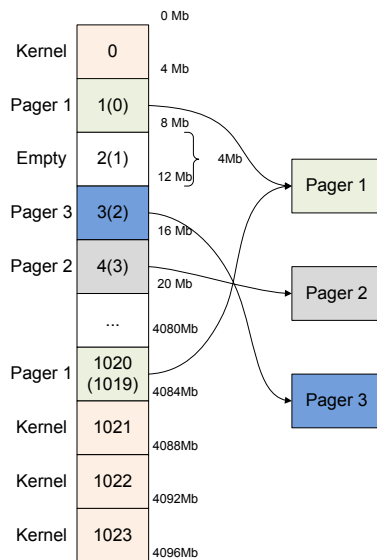 0 Mb
Kernel 0
4 Mb
Pager 1 1(0)
8 Mb
Empty 2(1) 4Mb Pager 1
12 Mb
Pager 3 3(2)
16 Mb
Pager 2 4(3) Pager 2
20 Mb
...
4080Mb
Pager 1 1020
(1019)
4084Mb
Pager 3
Kernel 1021
4088Mb
Kernel 1022
4092Mb
Kernel 1023
4096Mb